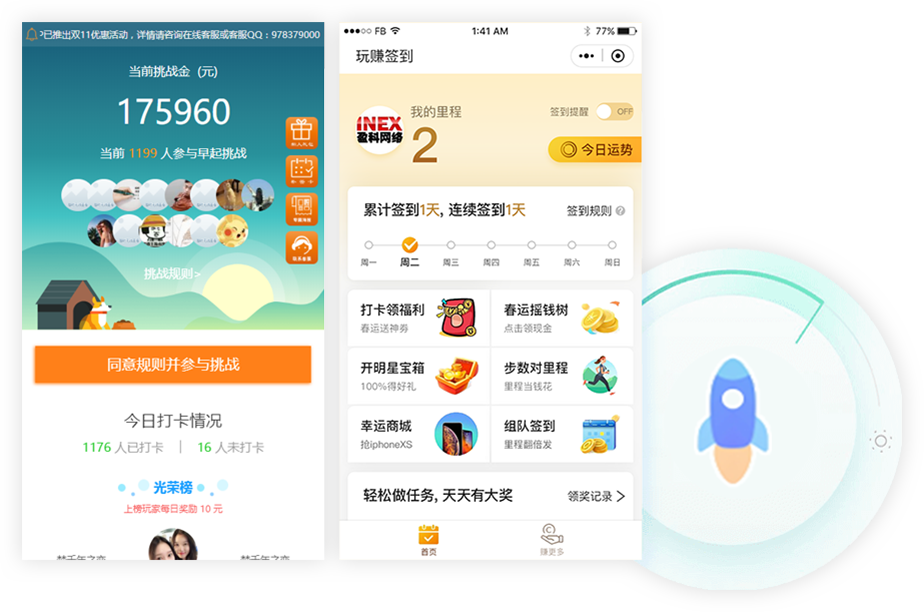 ?已推出双11优惠活动，详情请咨询在线客服或客服QQ：978379000
当前挑战金（元）
175960
当前 1199 人参与早起挑战
挑战规则>
同意规则并参与挑战
今日打卡情况
1176 人已打卡 | 16 人未打卡
光荣榜
上榜玩家每日奖励 10 元
FB
1:41 AM
77%
玩赚签到
INEX
盈科网络
我的里程
2
签到提醒
OFF
今日运势
累计签到1天, 连续签到1天
签到规则 ?
周一 周二 周三 周四 周五 周六 周日
打卡领福利
春运送神券
春运摇钱树
点击领现金
开明星宝箱
100%得好礼
步数对里程
里程当钱花
幸运商城
抢iphoneXS
组队签到
里程翻倍发
轻松做任务, 天天有大奖
领奖记录 >
首页
赚更多